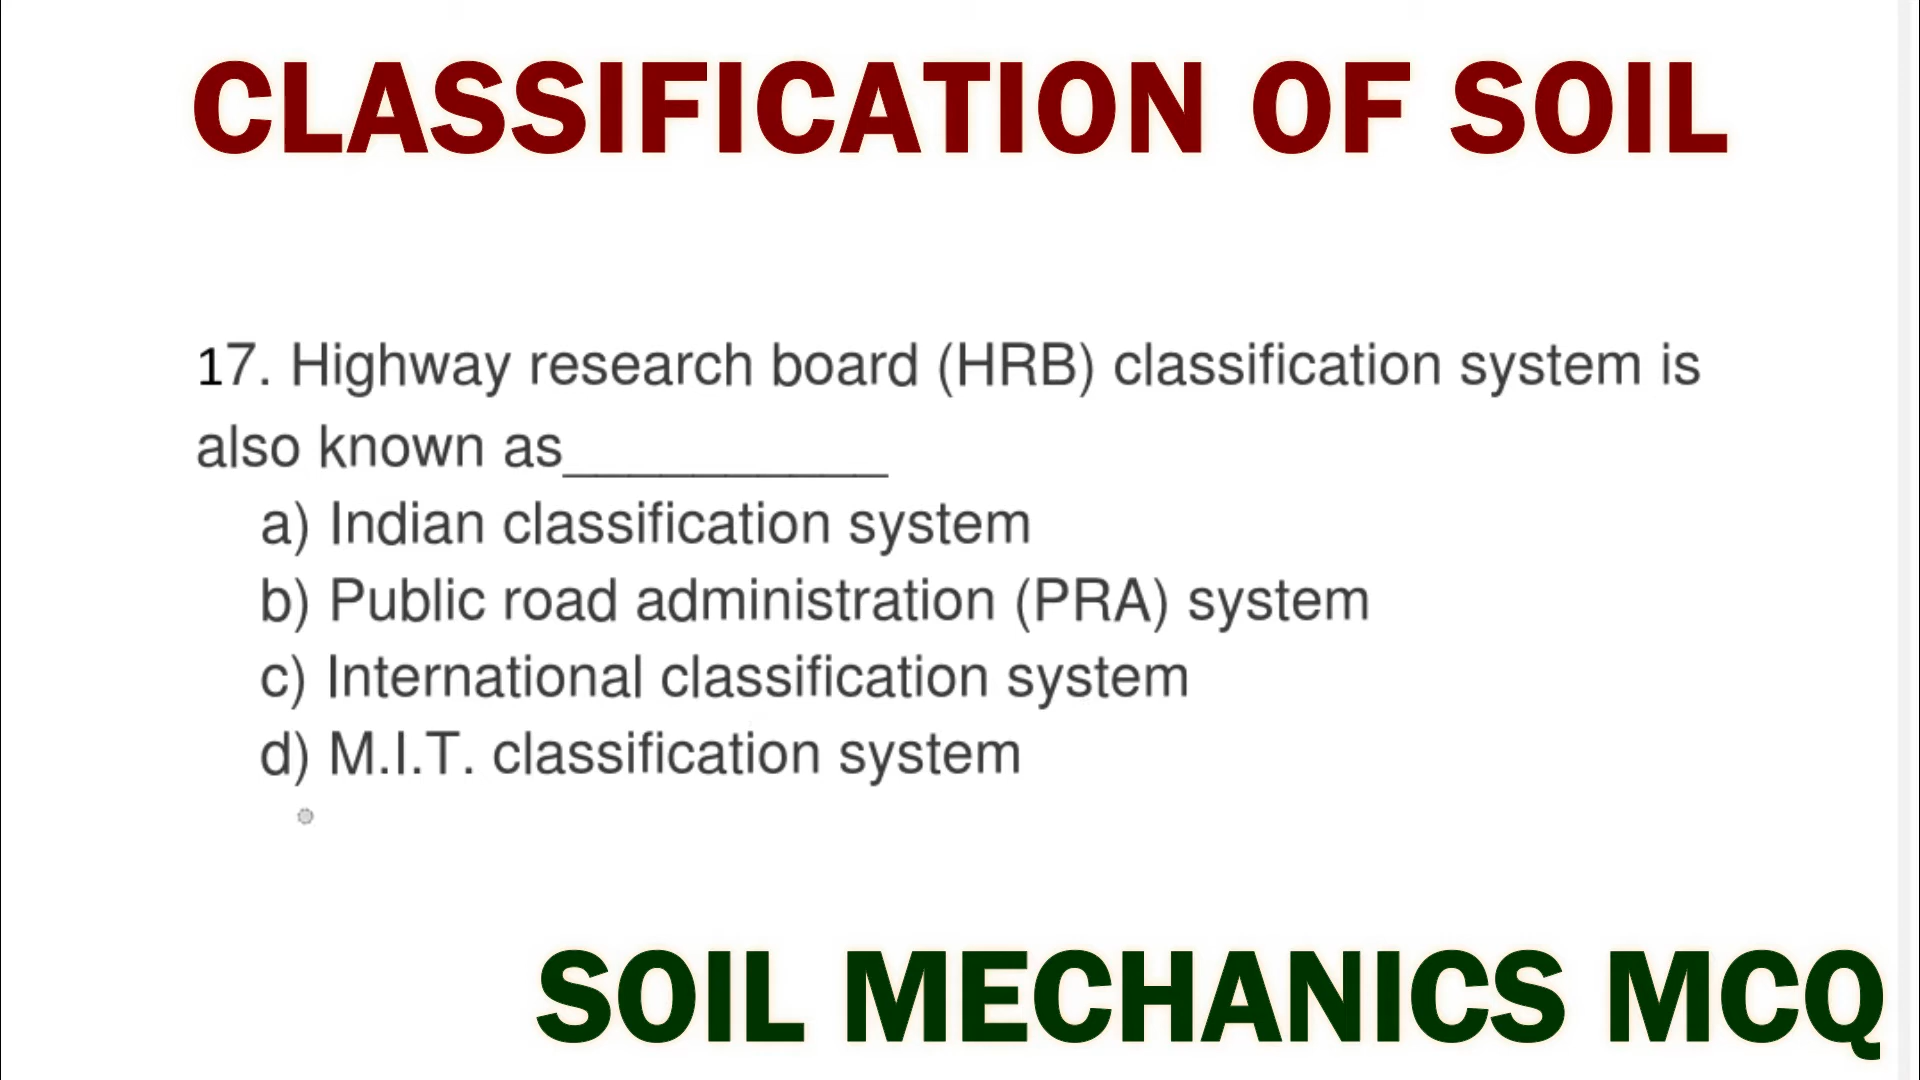 CLASSIFICATION OF SOIL
17. Highway research board (HRB) classification system is
also known as__________
a) Indian classification system
b) Public road administration (PRA) system
c) International classification system
d) M.I.T. classification system
SOIL MECHANICS MCQ